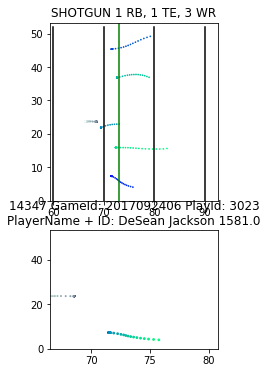 SHOTGUN 1 RB, 1 TE, 3 WR
50
40
30
20
10
0
60 70 80 90
14347 GameId: 2017092406 PlayId: 3023
PlayerName + ID: DeSean Jackson 1581.0
40
20
0
70 75 80